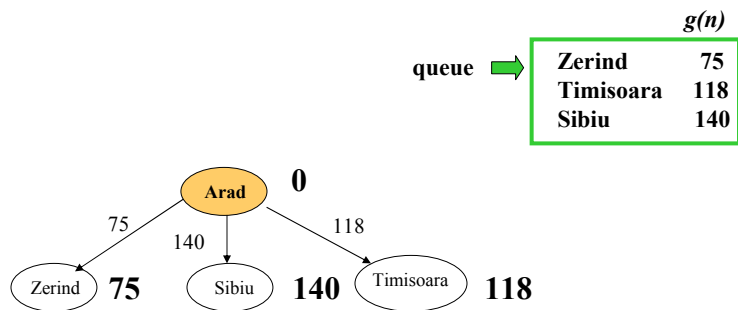 g(n)
queue
Zerind 75
Timisoara 118
Sibiu 140
Arad 0
75
140
118
Zerind 75
Sibiu 140
Timisoara 118